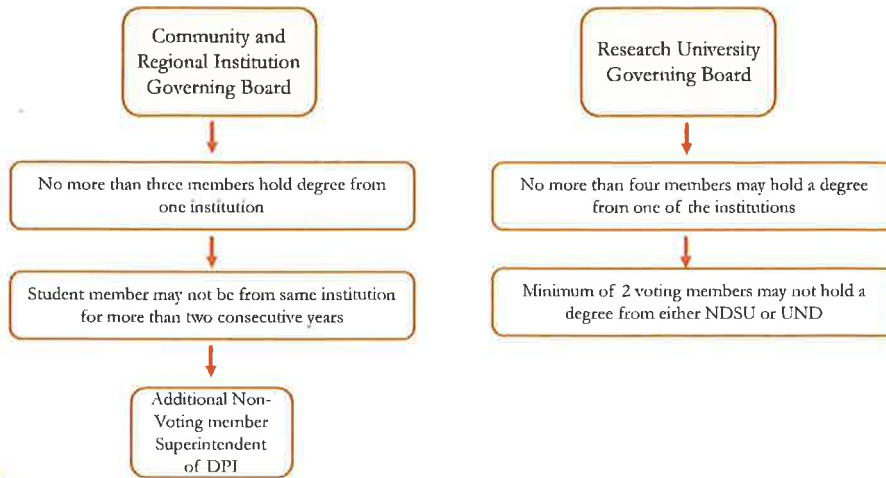 Community and
Regional Institution
Governing Board
No more than three members hold degree from
one institution
Student member may not be from same institution
for more than two consecutive years
Additional Non-
Voting member
Superintendent
of DPI
Research University
Governing Board
No more than four members may hold a degree
from one of the institutions
Minimum of 2 voting members may not hold a
degree from either NDSU or UND